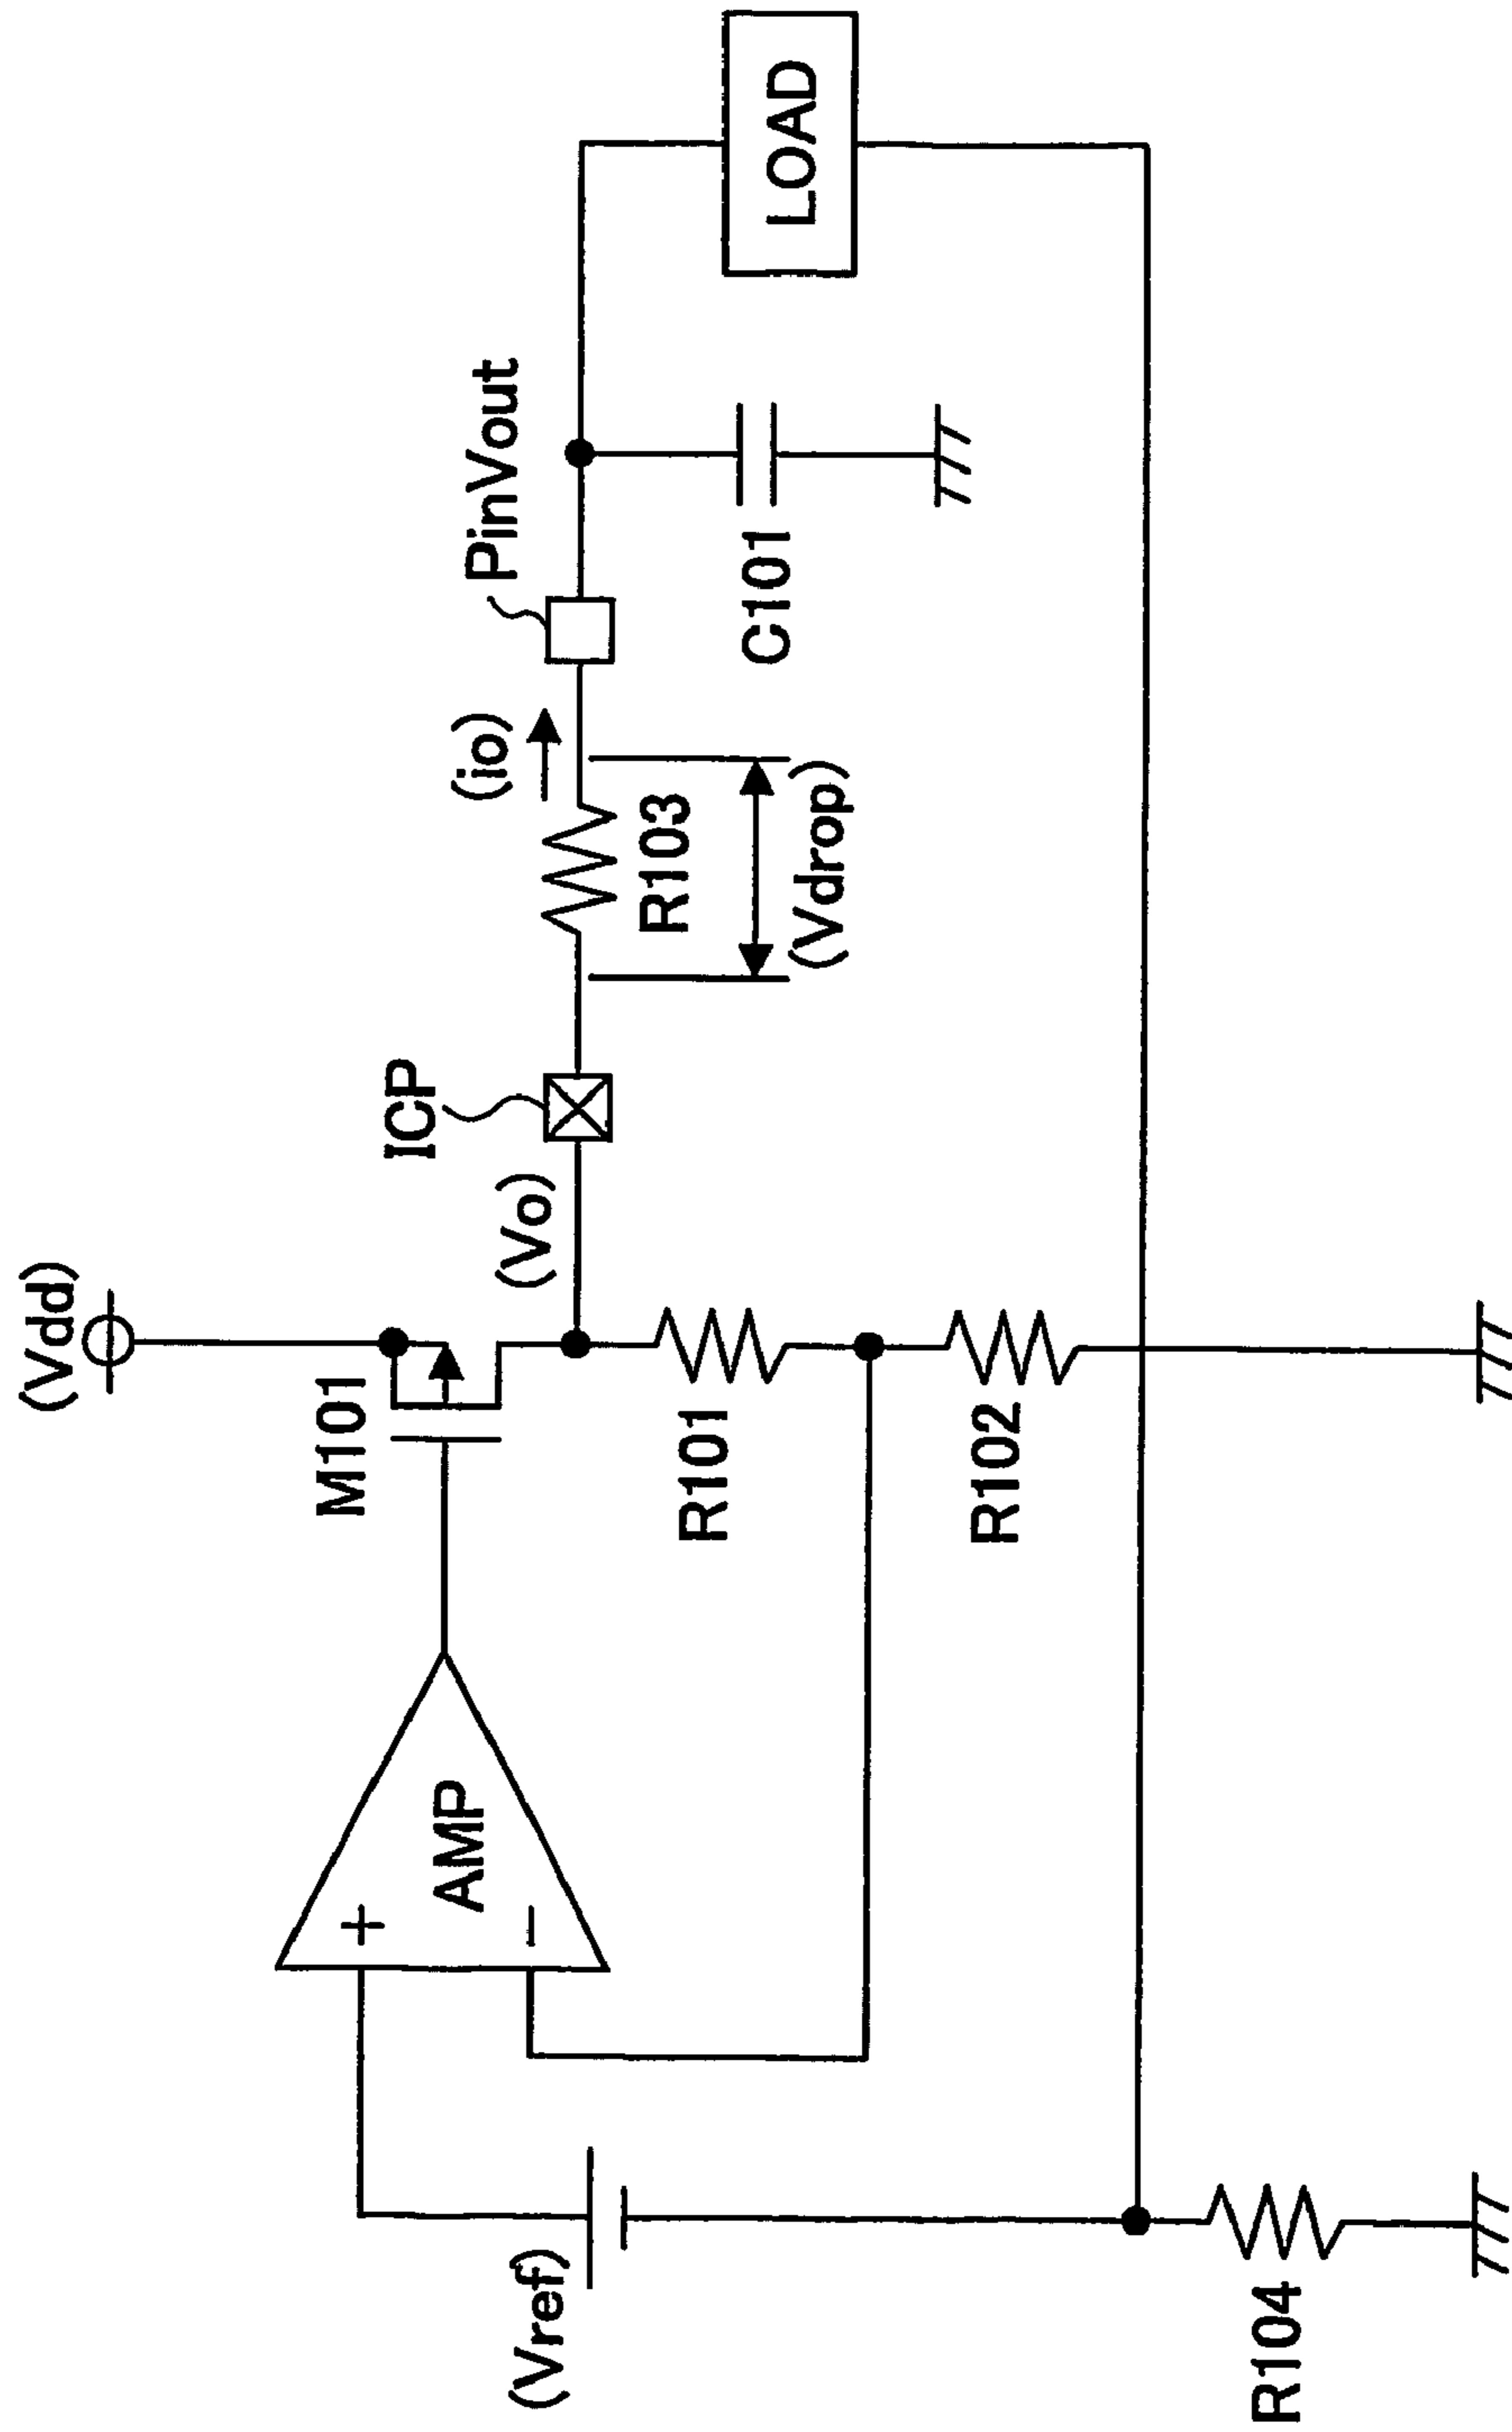 (Vdd)
M101
AMP
+
−
(Vref)
(Vo)
ICP
R103
(io)
(Vdrop)
PinVout
C101
LOAD
R101
R102
R104